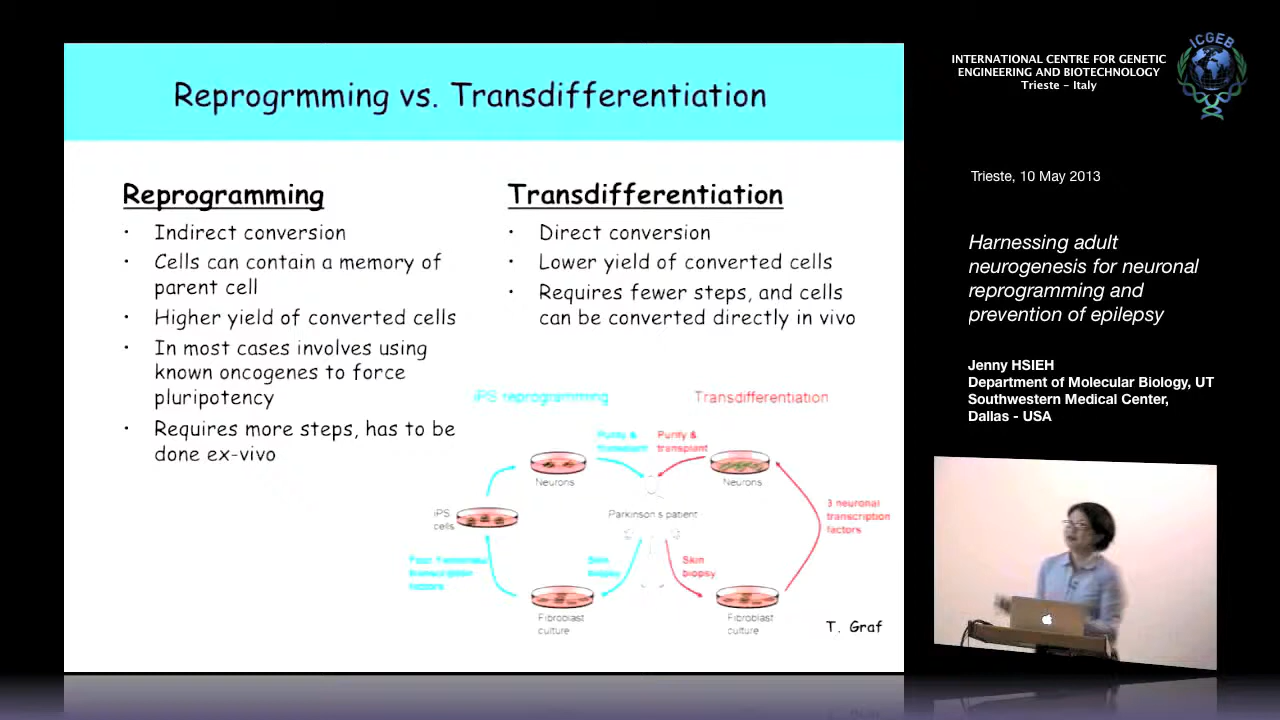 Reprogrmming vs. Transdifferentiation
Reprogramming
• Indirect conversion
• Cells can contain a memory of
parent cell
• Higher yield of converted cells
• In most cases involves using
known oncogenes to force
pluripotency
• Requires more steps, has to be
done ex-vivo
Transdifferentiation
• Direct conversion
• Lower yield of converted cells
• Requires fewer steps, and cells
can be converted directly in vivo
iPS reprogramming
Transdifferentiation
Purify &
transplant
Purify &
transplant
Neurons
Neurons
iPS
cells
Parkinson's patient
3 neuronal
transcription
factors
factors
Skin
biopsy
Skin
biopsy
Fibroblast
culture
Fibroblast
culture
T. Graf
INTERNATIONAL CENTRE FOR GENETIC
ENGINEERING AND BIOTECHNOLOGY
Trieste - Italy
ICGEB
Trieste, 10 May 2013
Harnessing adult
neurogenesis for neuronal
reprogramming and
prevention of epilepsy
Jenny HSIEH
Department of Molecular Biology, UT
Southwestern Medical Center,
Dallas - USA